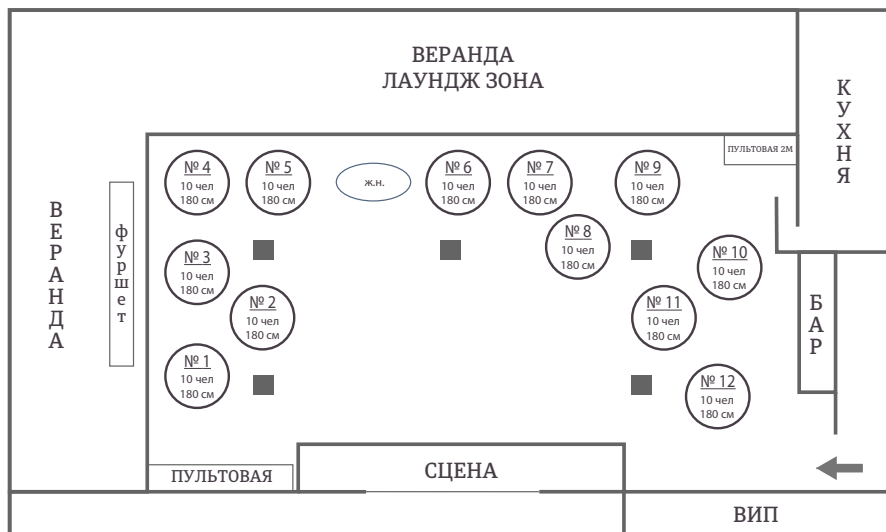 ВЕРАНДА
ЛАУНДЖ ЗОНА
КУХНЯ
ПУЛЬТОВАЯ 2М
№ 4
10 чел
180 см
№ 5
10 чел
180 см
ж.н.
№ 6
10 чел
180 см
№ 7
10 чел
180 см
№ 9
10 чел
180 см
ВЕРАНДА
фуршет
№ 3
10 чел
180 см
№ 8
10 чел
180 см
№ 10
10 чел
180 см
№ 2
10 чел
180 см
№ 11
10 чел
180 см
БАР
№ 1
10 чел
180 см
№ 12
10 чел
180 см
ПУЛЬТОВАЯ
СЦЕНА
ВИП